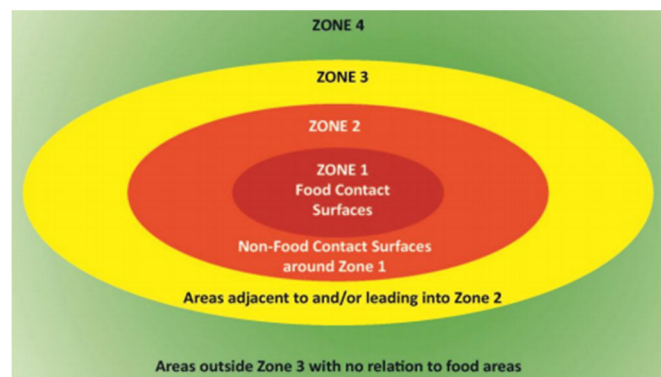 ZONE 4
ZONE 3
ZONE 2
ZONE 1
Food Contact
Surfaces
Non-Food Contact Surfaces
around Zone 1
Areas adjacent to and/or leading into Zone 2
Areas outside Zone 3 with no relation to food areas